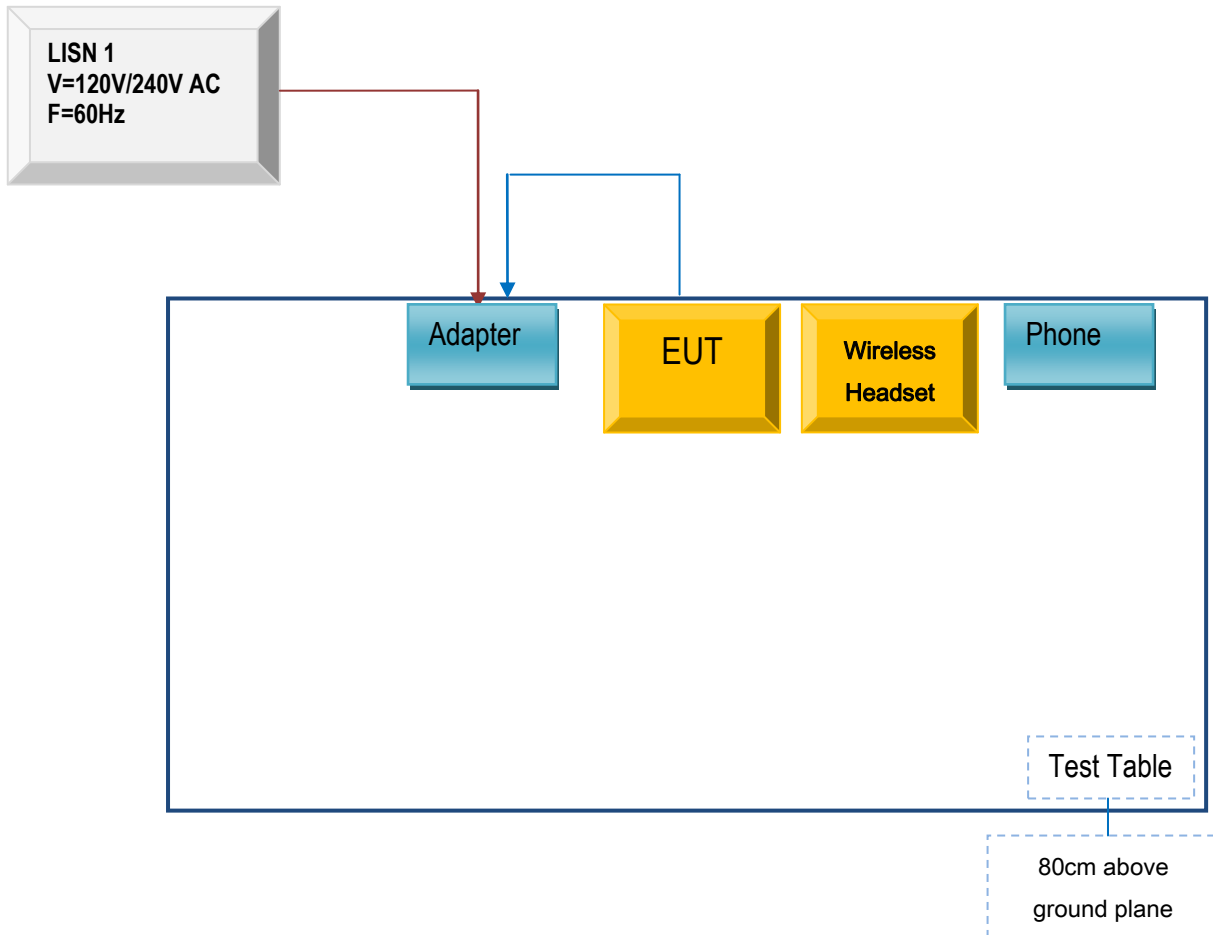 LISN 1
V=120V/240V AC
F=60Hz
Adapter
EUT
Wireless
Headset
Phone
Test Table
80cm above
ground plane